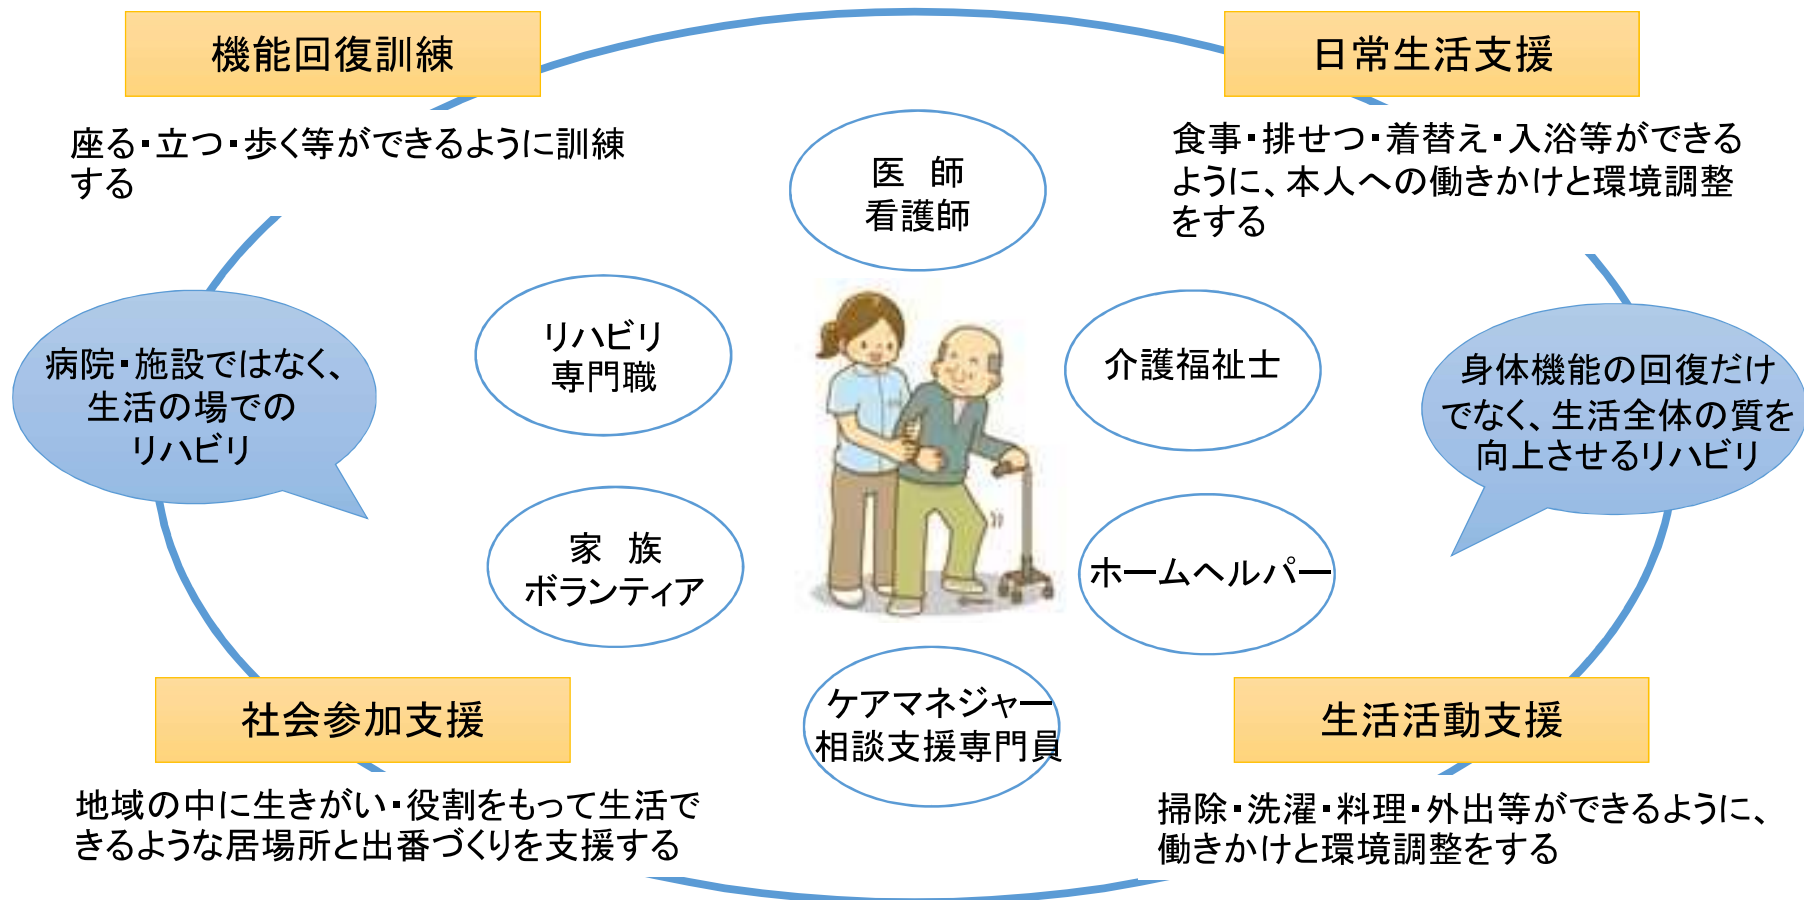 機能回復訓練
座る・立つ・歩く等ができるように訓練
する
日常生活支援
食事・排せつ・着替え・入浴等ができる
ように、本人への働きかけと環境調整
をする
医　師
看護師
リハビリ
専門職
介護福祉士
病院・施設ではなく、
生活の場での
リハビリ
身体機能の回復だけ
でなく、生活全体の質を
向上させるリハビリ
家　族
ボランティア
ホームヘルパー
ケアマネジャー
相談支援専門員
社会参加支援
地域の中に生きがい・役割をもって生活で
きるような居場所と出番づくりを支援する
生活活動支援
掃除・洗濯・料理・外出等ができるように、
働きかけと環境調整をする